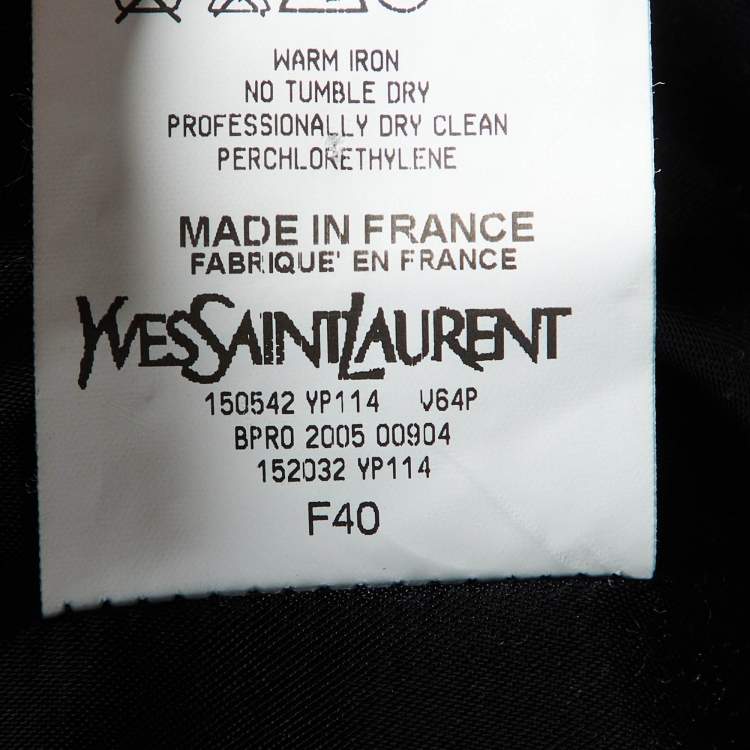 WARM IRON
NO TUMBLE DRY
PROFESSIONALLY DRY CLEAN
PERCHLORETHYLENE
MADE IN FRANCE
FABRIQUE' EN FRANCE
YVESSAINTLAURENT
150542 YP114 V64P
BPRO 2005 00904
152032 YP114
F40